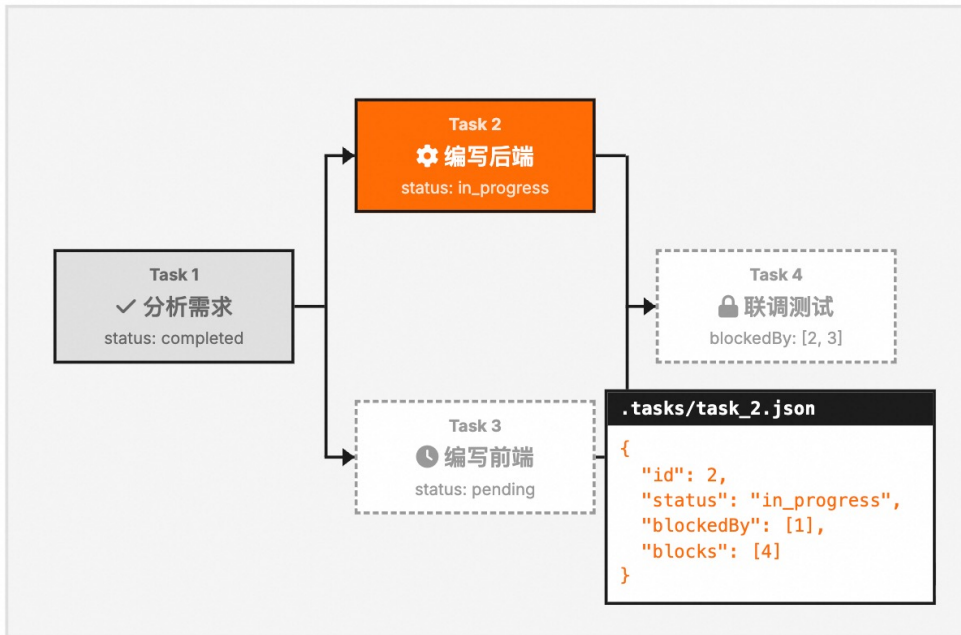 Task 2
编写后端
status: in_progress
Task 1
分析需求
status: completed
Task 4
联调测试
blockedBy: [2, 3]
Task 3
编写前端
status: pending
.tasks/task_2.json
{
"id": 2,
"status": "in_progress",
"blockedBy": [1],
"blocks": [4]
}